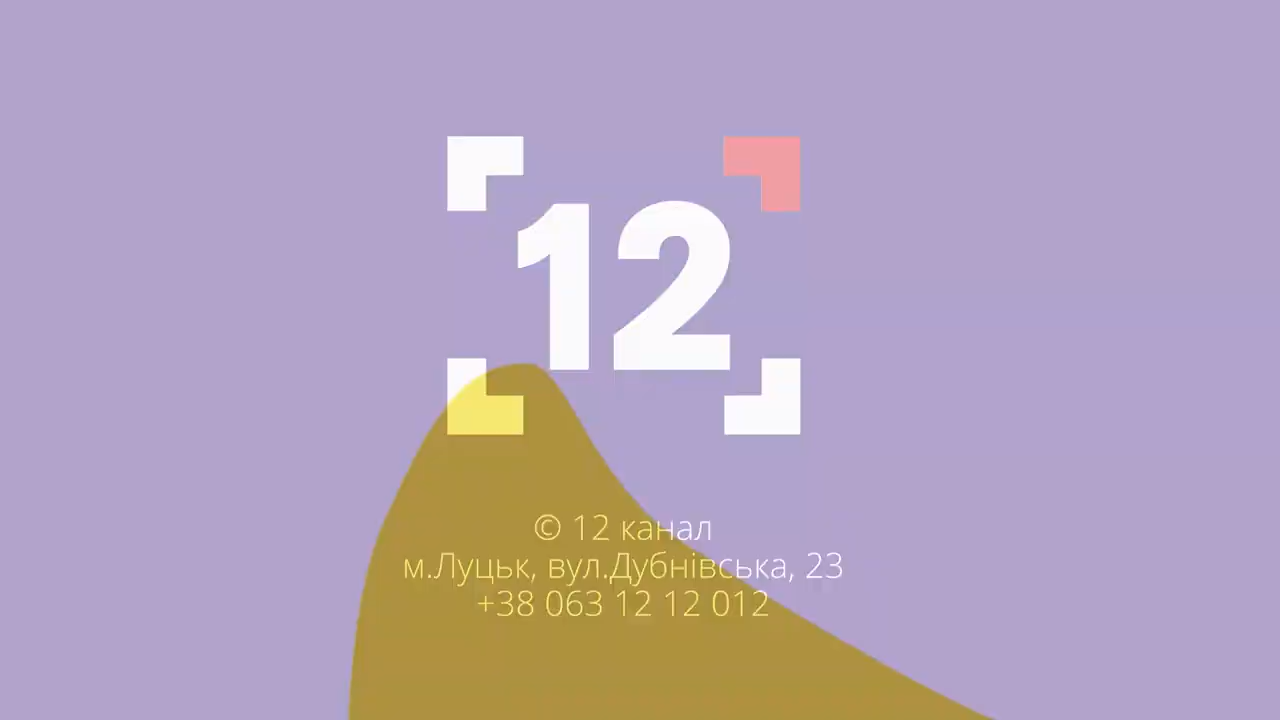 12
© 12 канал
м.Луцьк, вул.Дубнівська, 23
+38 063 12 12 012